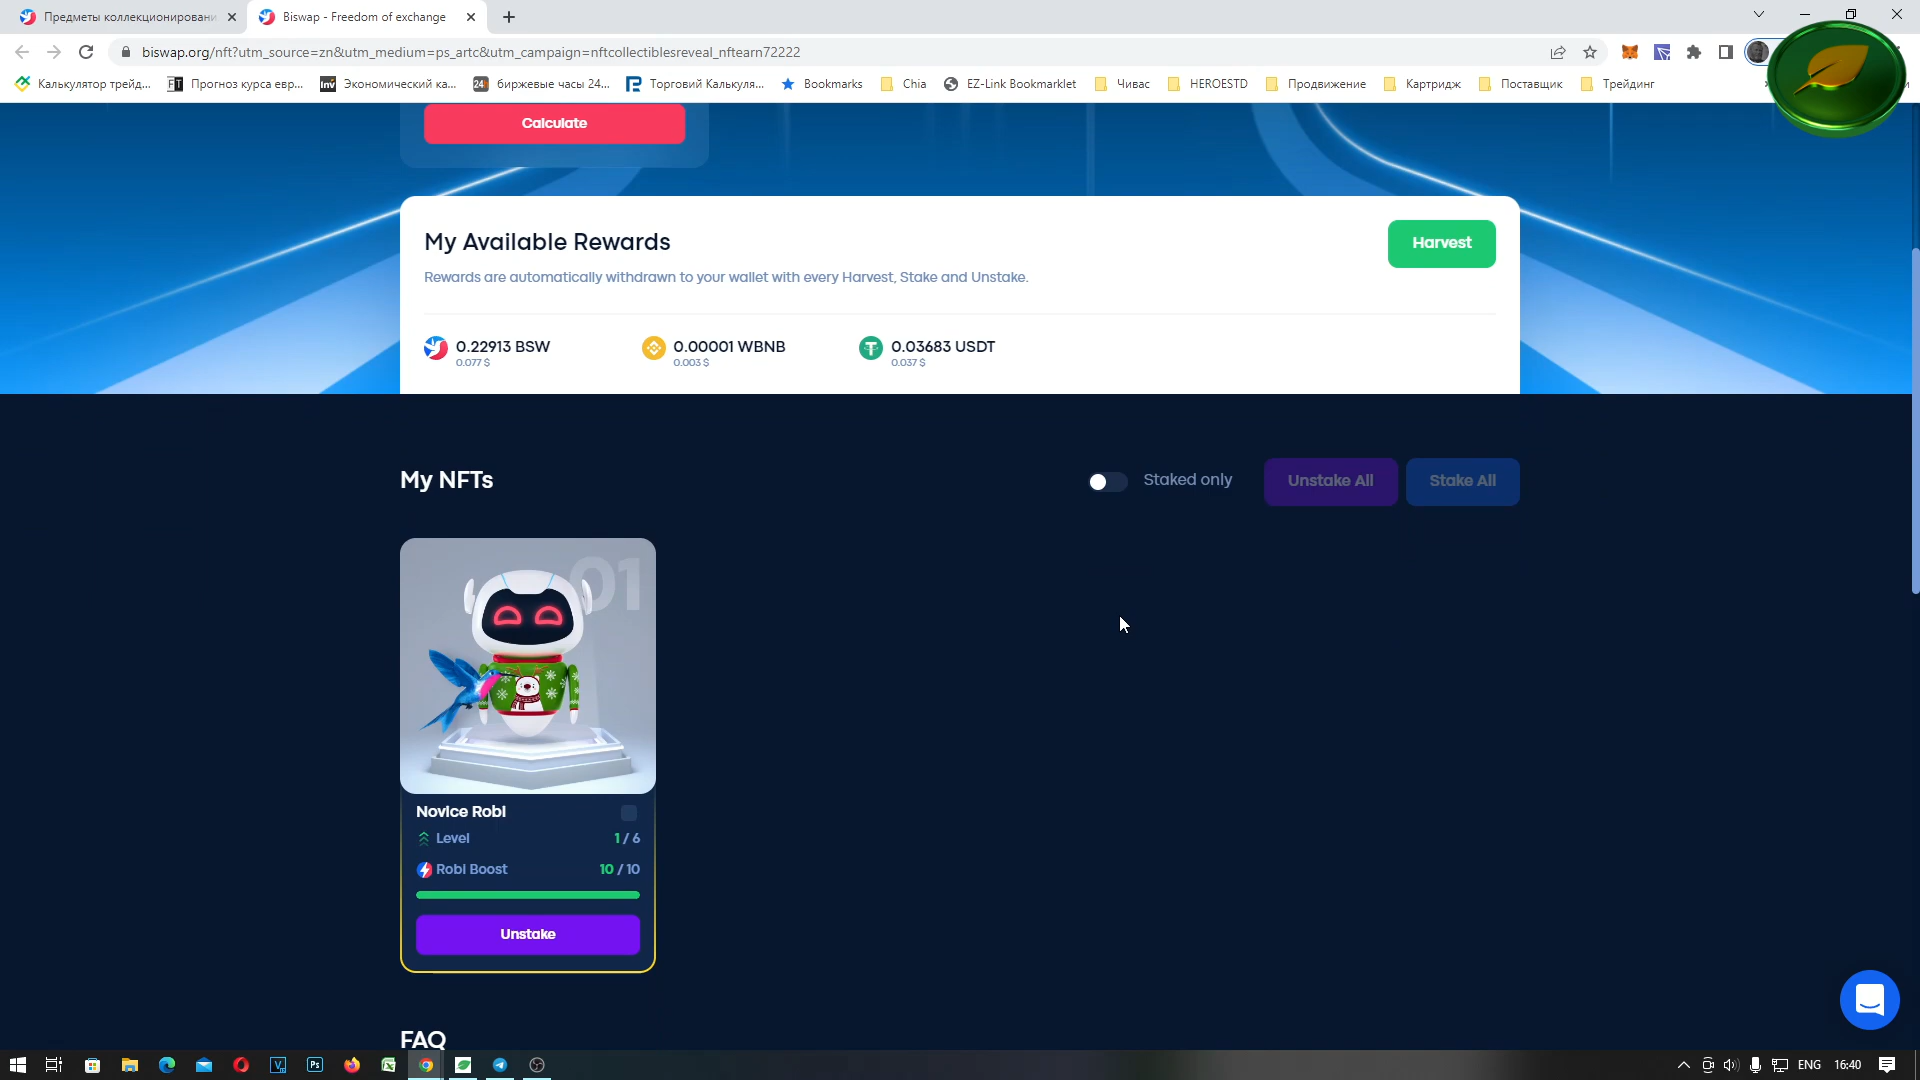 Предметы коллекционировани
Biswap - Freedom of exchange
biswap.org/nft?utm_source=zn&utm_medium=ps_artc&utm_campaign=nftcollectiblesreveal_nftearn72222
Калькулятор трейд...
Прогноз курса евр...
Экономический ка...
биржевые часы 24...
Торговий Калькуля...
Bookmarks
Chia
EZ-Link Bookmarklet
Чивас
HEROESTD
Продвижение
Картридж
Поставщик
Трейдинг
Calculate
My Available Rewards
Harvest
Rewards are automatically withdrawn to your wallet with every Harvest, Stake and Unstake.
0.22913 BSW
0.077 $
0.00001 WBNB
0.003 $
0.03683 USDT
0.037 $
My NFTs
Staked only
Unstake All
Stake All
01
Novice Robi
Level
1 / 6
Robi Boost
10 / 10
Unstake
FAQ
ENG
16:40